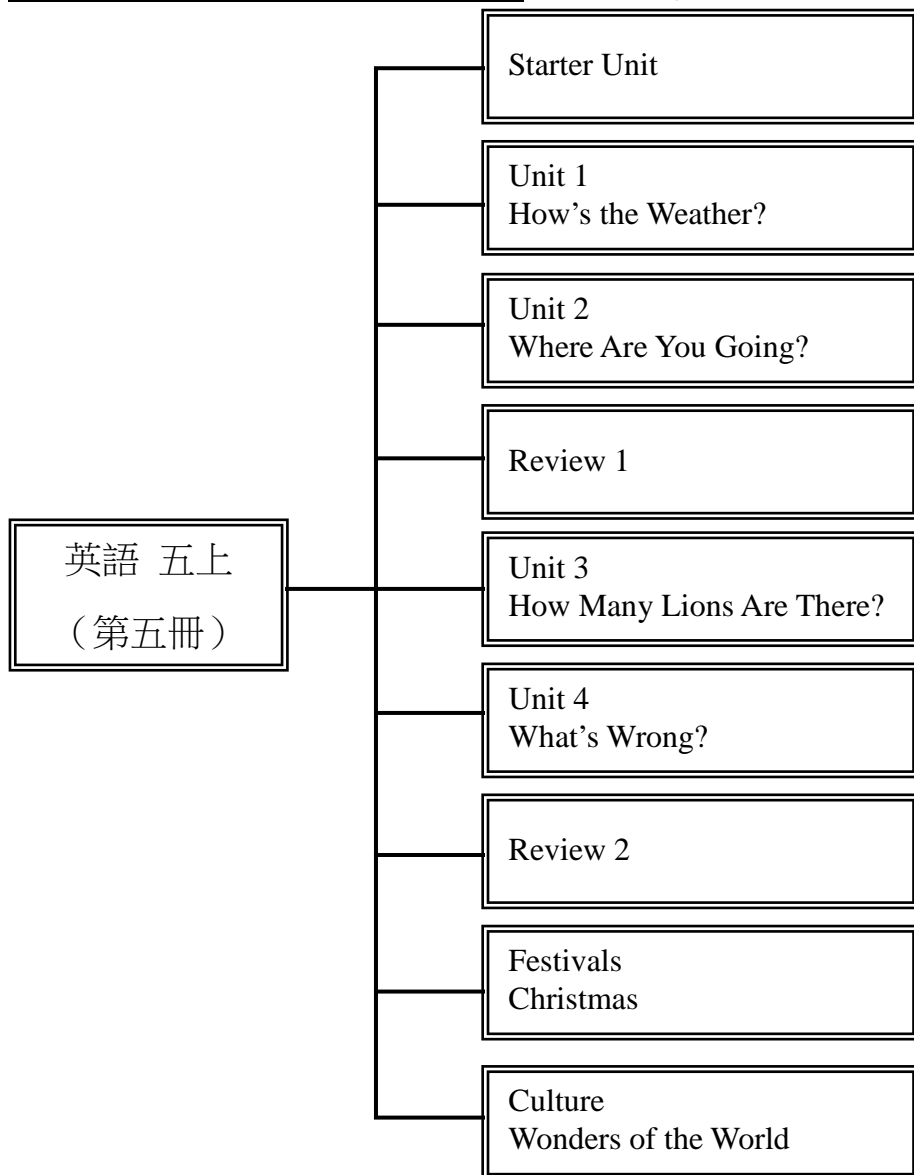 Starter Unit
Unit 1
How’s the Weather?
Unit 2
Where Are You Going?
Review 1
英語 五上
（第五冊）
Unit 3
How Many Lions Are There?
Unit 4
What’s Wrong?
Review 2
Festivals
Christmas
Culture
Wonders of the World